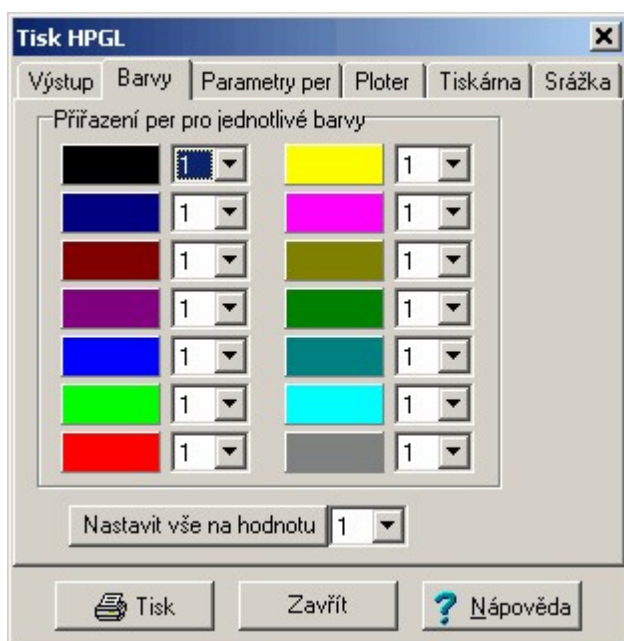 Tisk HPGL
Výstup Barvy Parametry per Ploter Tiskárna Srážka
Přiřazení per pro jednotlivé barvy
1 1
1 1
1 1
1 1
1 1
1 1
1 1
Nastavit vše na hodnotu 1
Tisk Zavřít Nápověda